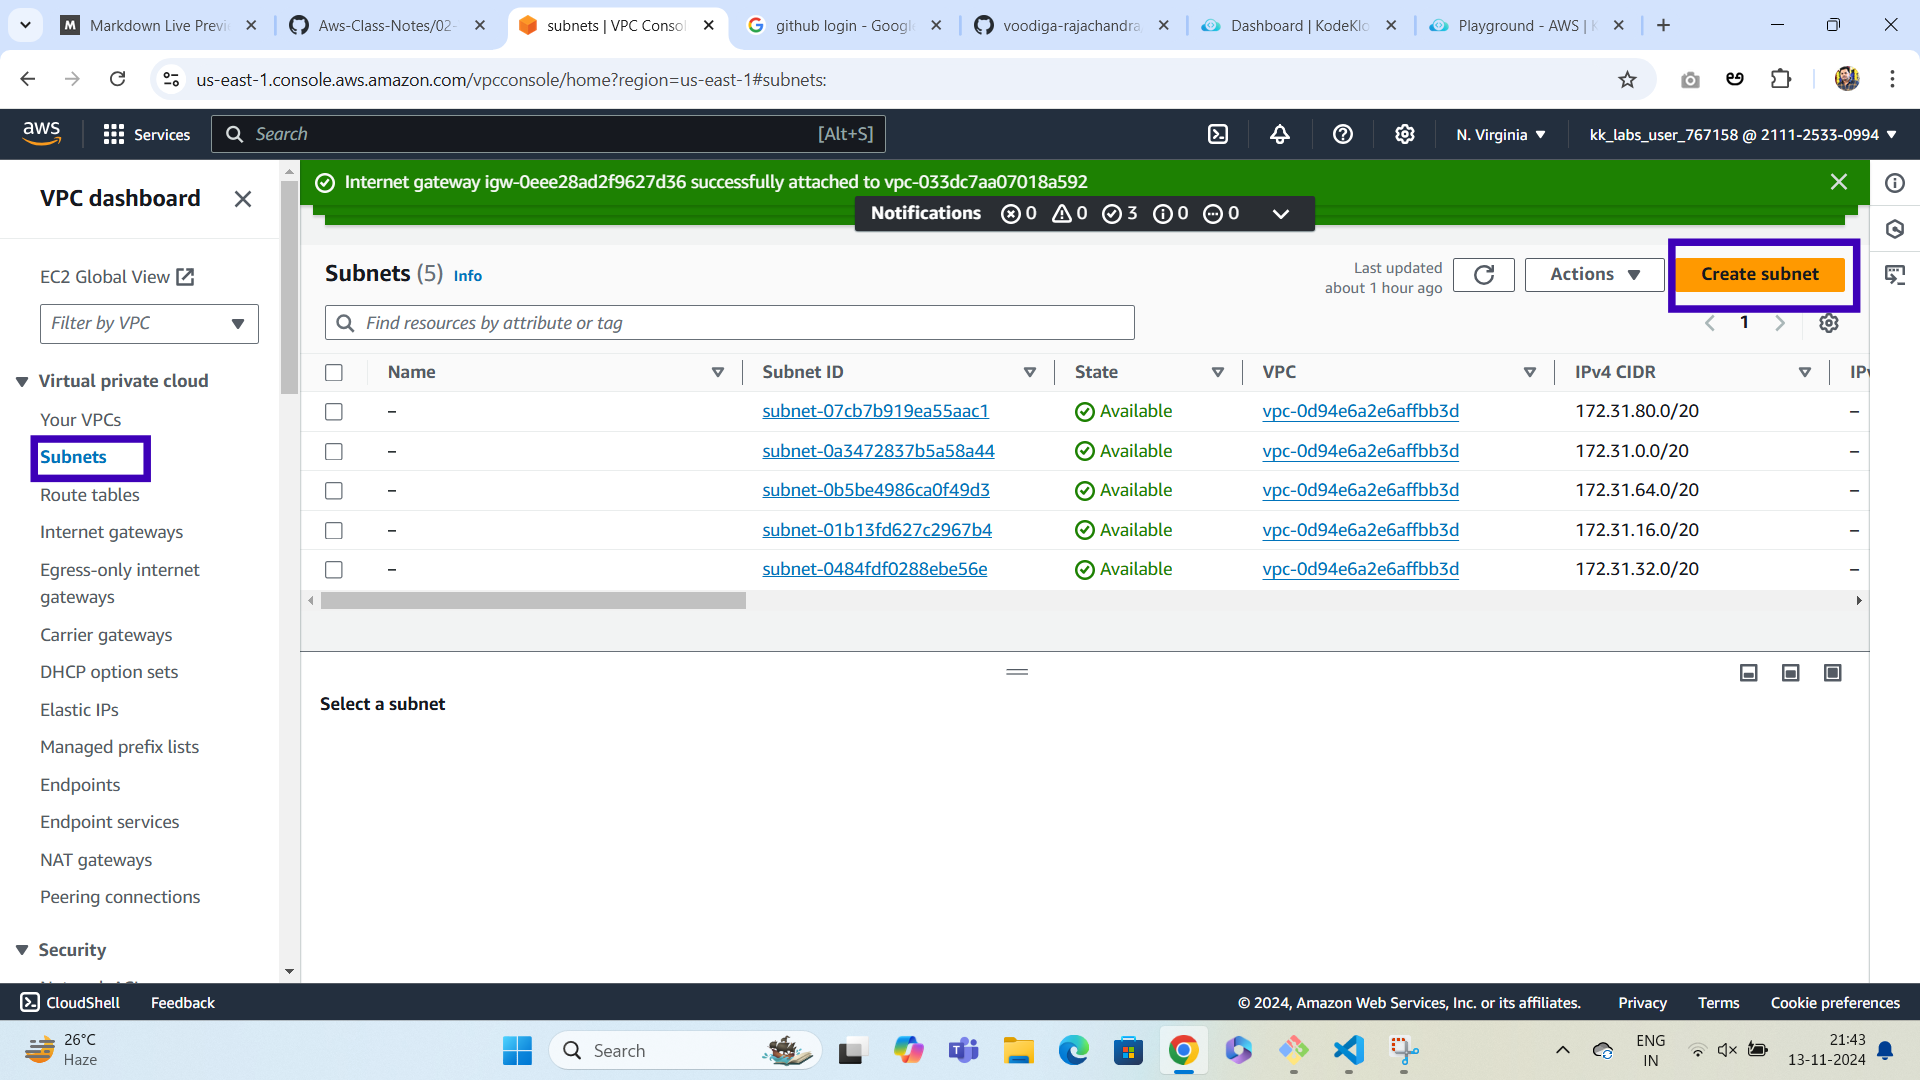 Markdown Live Previe
Aws-Class-Notes/02-
subnets | VPC Consol
github login - Google
voodiga-rajachandra
Dashboard | KodeKlo
Playground - AWS | K
us-east-1.console.aws.amazon.com/vpcconsole/home?region=us-east-1#subnets:
aws
Services
Search
[Alt+S]
N. Virginia
kk_labs_user_767158 @ 2111-2533-0994
VPC dashboard
EC2 Global View
Filter by VPC
Virtual private cloud
Your VPCs
Subnets
Route tables
Internet gateways
Egress-only internet
gateways
Carrier gateways
DHCP option sets
Elastic IPs
Managed prefix lists
Endpoints
Endpoint services
NAT gateways
Peering connections
Security
Internet gateway igw-0eee28ad2f9627d36 successfully attached to vpc-033dc7aa07018a592
Notifications 0 0 3 0 0
Subnets (5) Info
Last updated
about 1 hour ago
Actions
Create subnet
Find resources by attribute or tag
1
Name Subnet ID State VPC IPv4 CIDR IPv
– subnet-07cb7b919ea55aac1 Available vpc-0d94e6a2e6affbb3d 172.31.80.0/20 –
– subnet-0a3472837b5a58a44 Available vpc-0d94e6a2e6affbb3d 172.31.0.0/20 –
– subnet-0b5be4986ca0f49d3 Available vpc-0d94e6a2e6affbb3d 172.31.64.0/20 –
– subnet-01b13fd627c2967b4 Available vpc-0d94e6a2e6affbb3d 172.31.16.0/20 –
– subnet-0484fdf0288ebe56e Available vpc-0d94e6a2e6affbb3d 172.31.32.0/20 –
Select a subnet
CloudShell Feedback © 2024, Amazon Web Services, Inc. or its affiliates. Privacy Terms Cookie preferences
26°C
Haze
Search
ENG
IN
21:43
13-11-2024